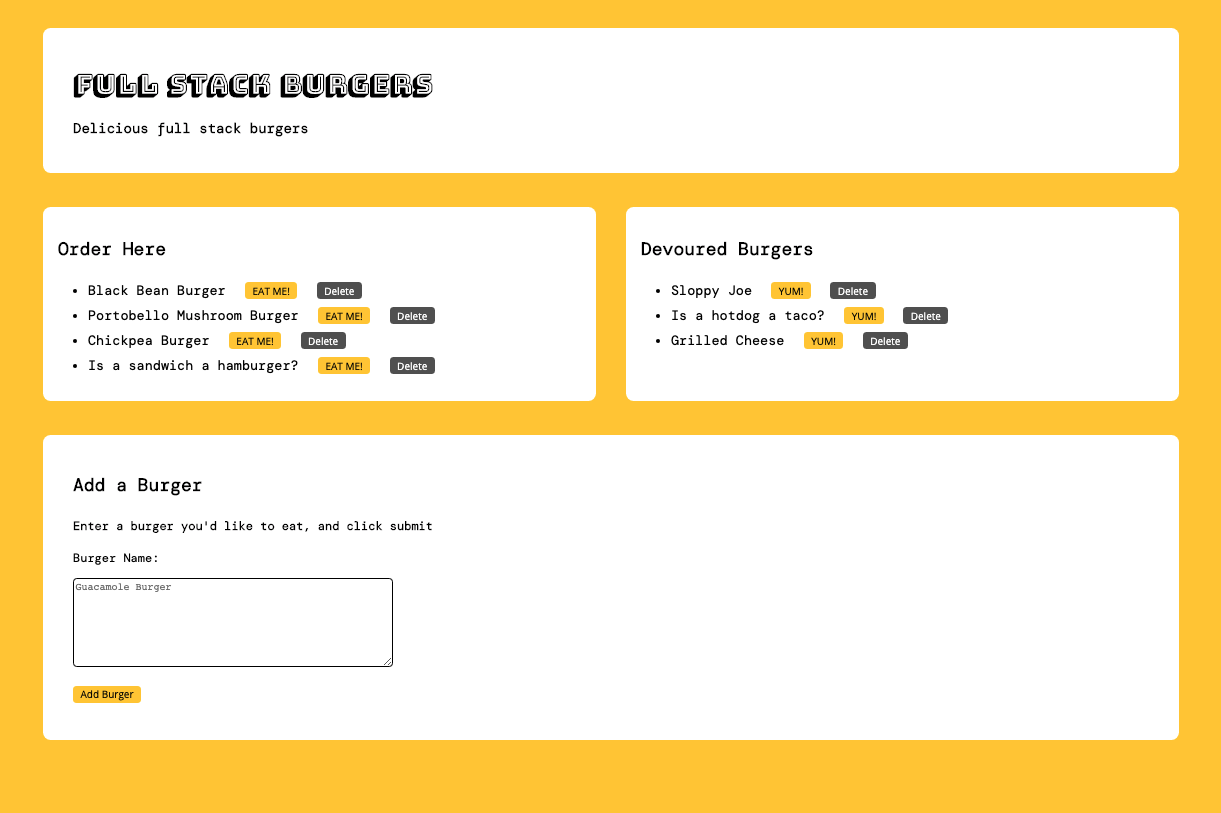 FULL STACK BURGERS
Delicious full stack burgers
Order Here
Black Bean Burger EAT ME! Delete
Portobello Mushroom Burger EAT ME! Delete
Chickpea Burger EAT ME! Delete
Is a sandwich a hamburger? EAT ME! Delete
Devoured Burgers
Sloppy Joe YUM! Delete
Is a hotdog a taco? YUM! Delete
Grilled Cheese YUM! Delete
Add a Burger
Enter a burger you'd like to eat, and click submit
Burger Name:
Guacamole Burger
Add Burger